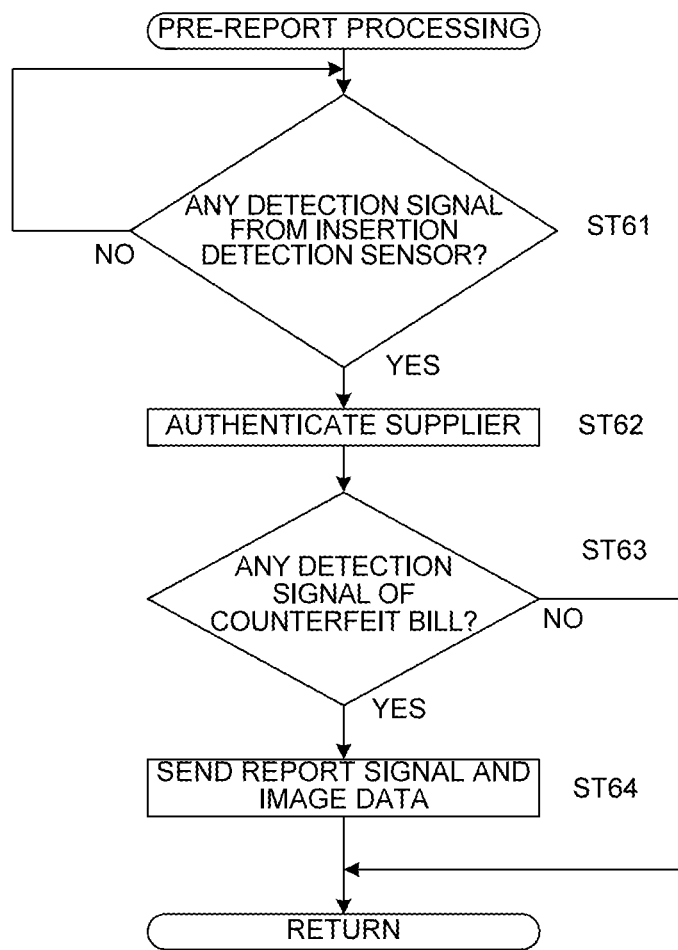 PRE-REPORT PROCESSING
ANY DETECTION SIGNAL
FROM INSERTION
DETECTION SENSOR?
ST61
NO
YES
AUTHENTICATE SUPPLIER
ST62
ST63
ANY DETECTION
SIGNAL OF
COUNTERFEIT BILL?
NO
YES
SEND REPORT SIGNAL AND
IMAGE DATA
ST64
RETURN